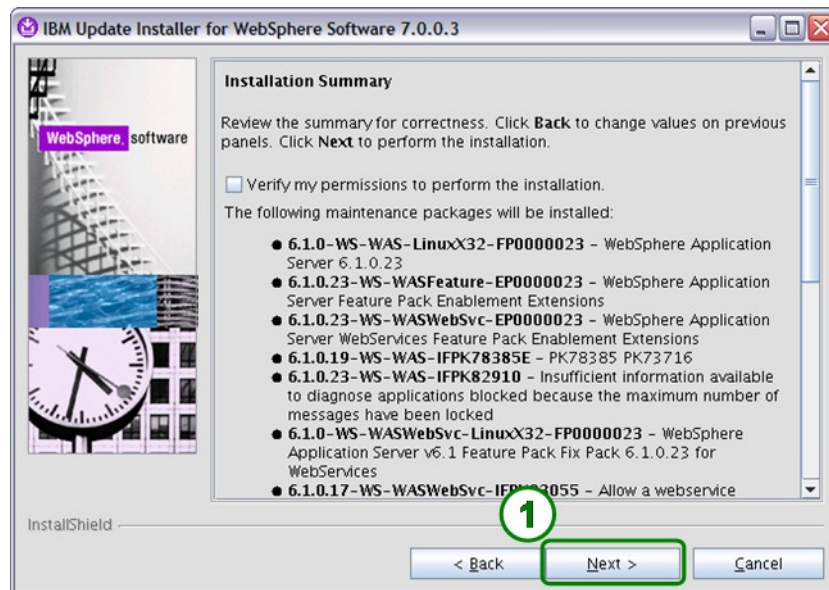 IBM Update Installer for WebSphere Software 7.0.0.3
WebSphere. software
Installation Summary
Review the summary for correctness. Click Back to change values on previous
panels. Click Next to perform the installation.
Verify my permissions to perform the installation.
The following maintenance packages will be installed:
● 6.1.0-WS-WAS-LinuxX32-FP0000023 – WebSphere Application
Server 6.1.0.23
● 6.1.0.23-WS-WASFeature-EP0000023 – WebSphere Application
Server Feature Pack Enablement Extensions
● 6.1.0.23-WS-WASWebSvc-EP0000023 – WebSphere Application
Server WebServices Feature Pack Enablement Extensions
● 6.1.0.19-WS-WAS-IFPK78385E – PK78385 PK73716
● 6.1.0.23-WS-WAS-IFPK82910 – Insufficient information available
to diagnose applications blocked because the maximum number of
messages have been locked
● 6.1.0-WS-WASWebSvc-LinuxX32-FP0000023 – WebSphere
Application Server v6.1 Feature Pack Fix Pack 6.1.0.23 for
WebServices
● – Allow a webservice
InstallShield
1
< Back
Next >
Cancel